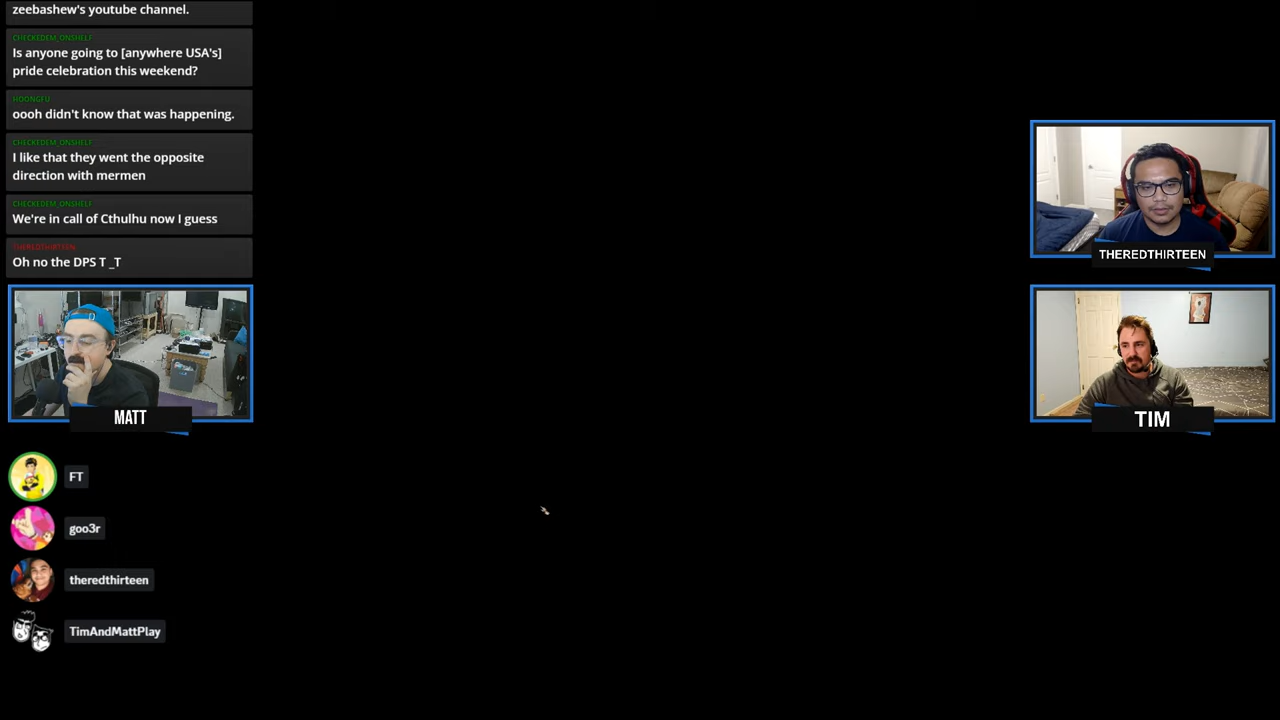 zeebashew's youtube channel.
CHECKEDEM_ONSHELF
Is anyone going to [anywhere USA's]
pride celebration this weekend?
HOONGFU
oooh didn't know that was happening.
CHECKEDEM_ONSHELF
I like that they went the opposite
direction with mermen
CHECKEDEM_ONSHELF
We're in call of Cthulhu now I guess
THEREDTHIRTEEN
Oh no the DPS T _T
MATT
FT
goo3r
theredthirteen
TimAndMattPlay
THEREDTHIRTEEN
TIM